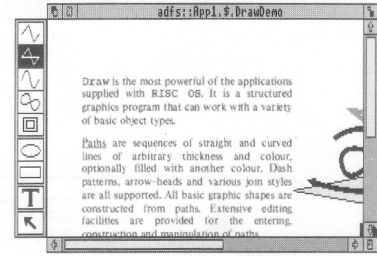 adfs::App1.$.DrawDemo
Draw is the most powerful of the applications
supplied with RISC OS. It is a structured
graphics program that can work with a variety
of basic object types.
Paths are sequences of straight and curved
lines of arbitrary thickness and colour,
optionally filled with another colour. Dash
patterns, arrow-heads and various join styles
are all supported. All basic graphic shapes are
constructed from paths. Extensive editing
facilities are provided for the entering,
construction and manipulation of paths.
T